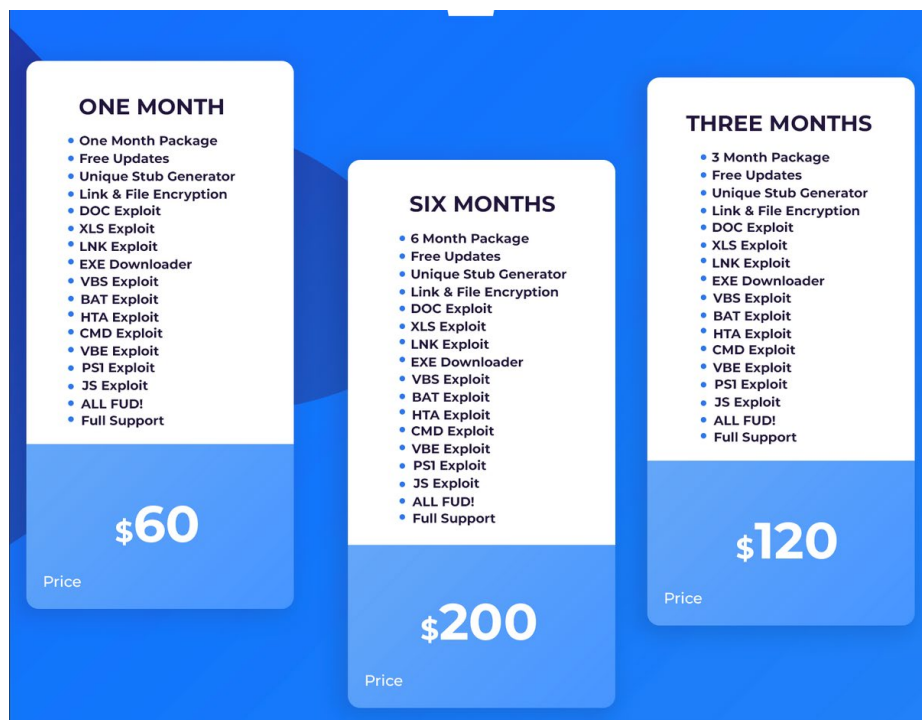 ONE MONTH
One Month Package
Free Updates
Unique Stub Generator
Link & File Encryption
DOC Exploit
XLS Exploit
LNK Exploit
EXE Downloader
VBS Exploit
BAT Exploit
HTA Exploit
CMD Exploit
VBE Exploit
PS1 Exploit
JS Exploit
ALL FUD!
Full Support
$60
Price
SIX MONTHS
6 Month Package
Free Updates
Unique Stub Generator
Link & File Encryption
DOC Exploit
XLS Exploit
LNK Exploit
EXE Downloader
VBS Exploit
BAT Exploit
HTA Exploit
CMD Exploit
VBE Exploit
PS1 Exploit
JS Exploit
ALL FUD!
Full Support
$200
Price
THREE MONTHS
3 Month Package
Free Updates
Unique Stub Generator
Link & File Encryption
DOC Exploit
XLS Exploit
LNK Exploit
EXE Downloader
VBS Exploit
BAT Exploit
HTA Exploit
CMD Exploit
VBE Exploit
PS1 Exploit
JS Exploit
ALL FUD!
Full Support
$120
Price